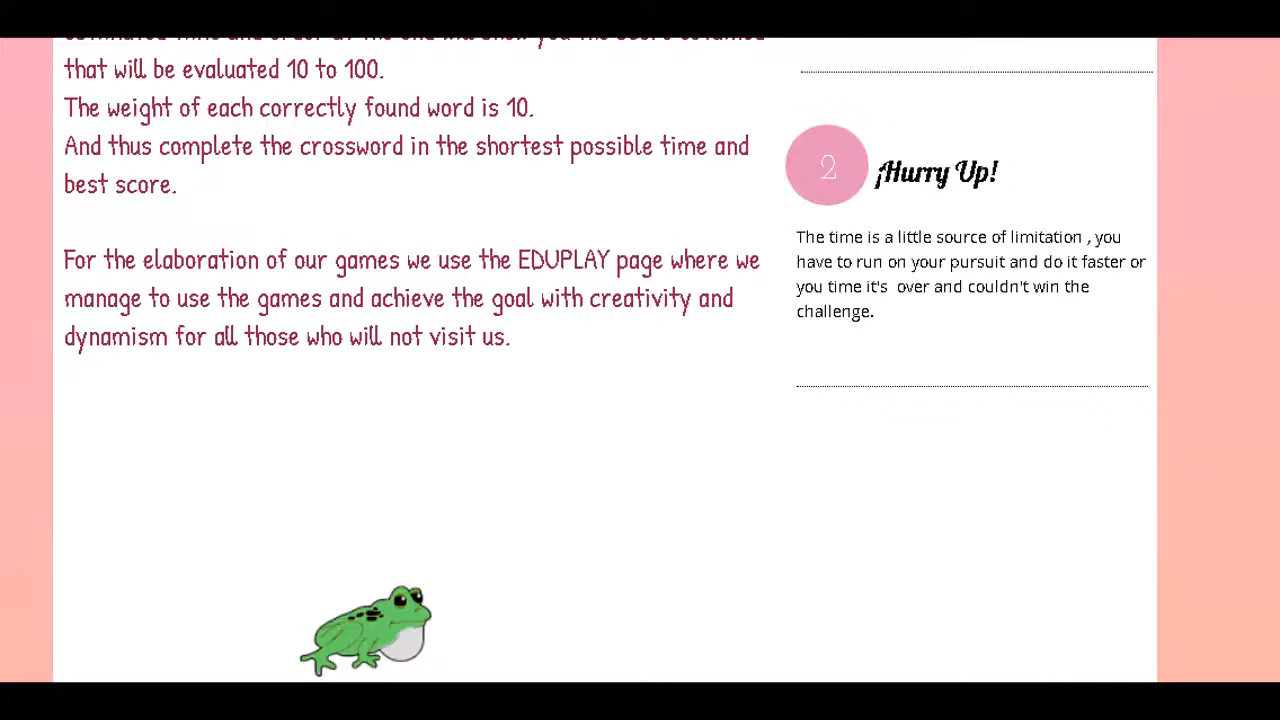 that will be evaluated 10 to 100.
The weight of each correctly found word is 10.
And thus complete the crossword in the shortest possible time and
best score.
For the elaboration of our games we use the EDUPLAY page where we
manage to use the games and achieve the goal with creativity and
dynamism for all those who will not visit us.
2
¡Hurry Up!
The time is a little source of limitation , you
have to run on your pursuit and do it faster or
you time it's  over and couldn't win the
challenge.